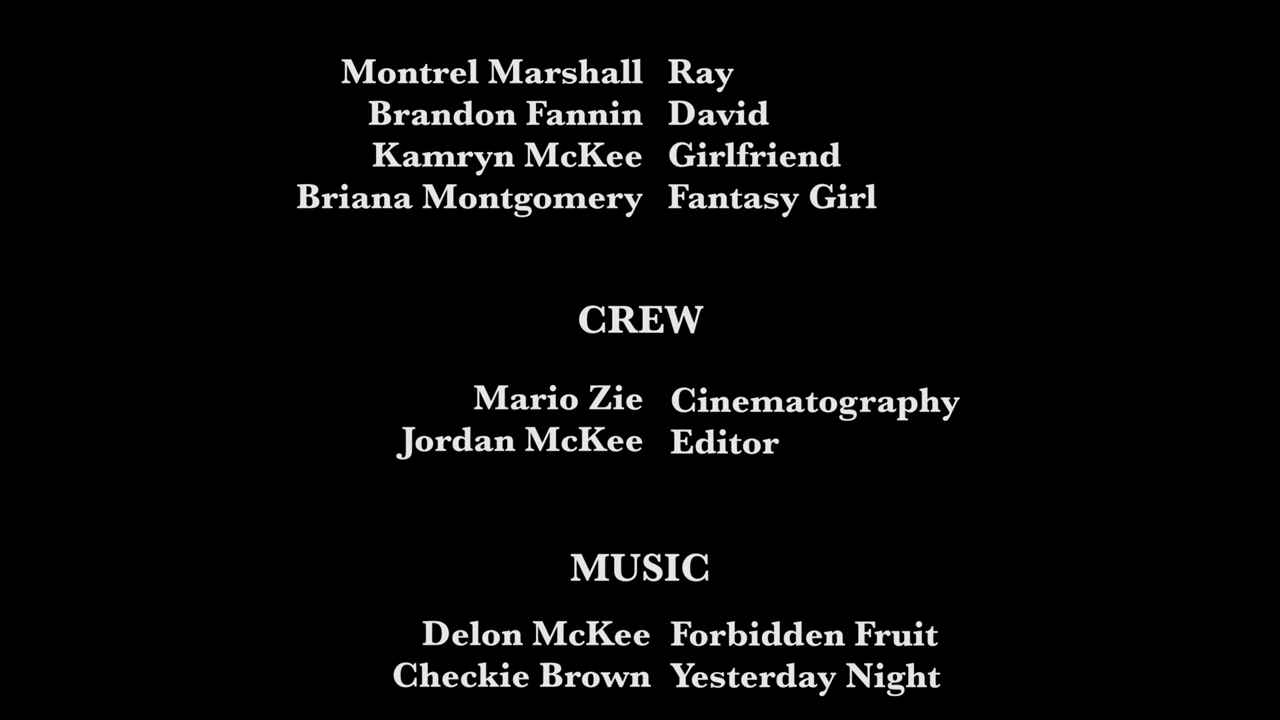 Montrel Marshall Ray
Brandon Fannin David
Kamryn McKee Girlfriend
Briana Montgomery Fantasy Girl
CREW
Mario Zie Cinematography
Jordan McKee Editor
MUSIC
Delon McKee Forbidden Fruit
Checkie Brown Yesterday Night